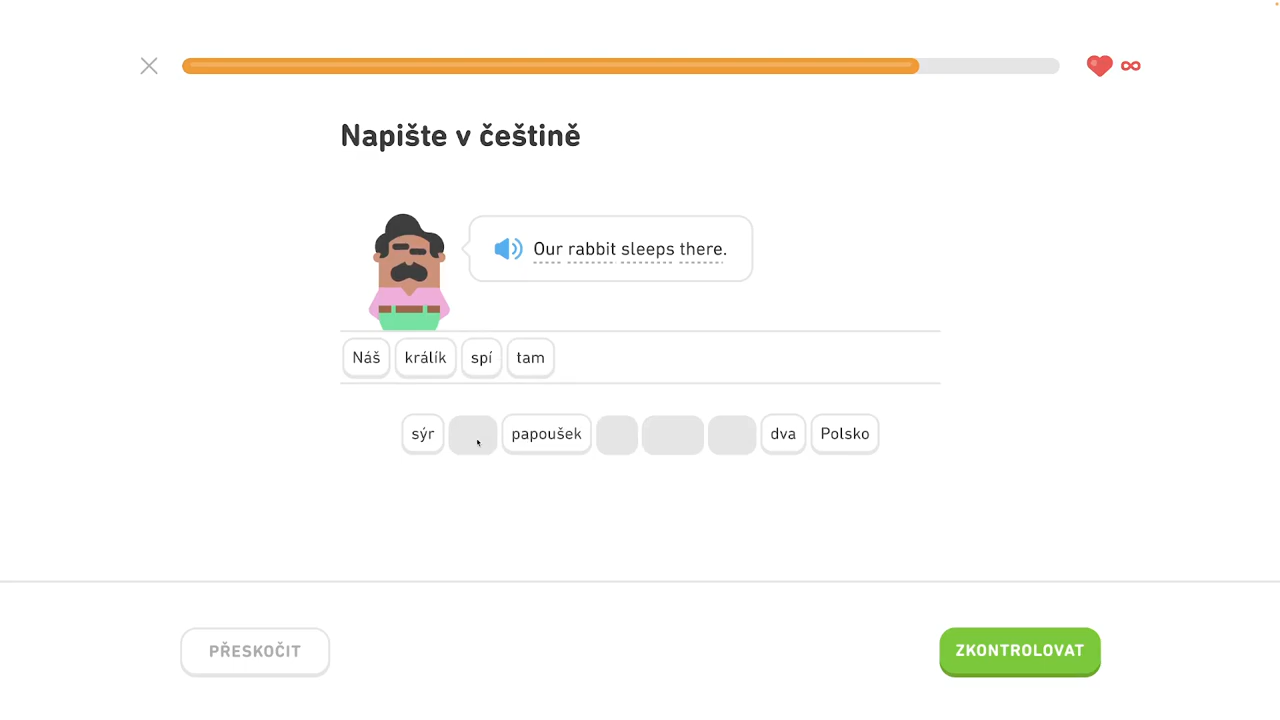 ∞
Napište v češtině
Our rabbit sleeps there.
Náš králík spí tam
sýr papoušek dva Polsko
PŘESKOČIT ZKONTROLOVAT